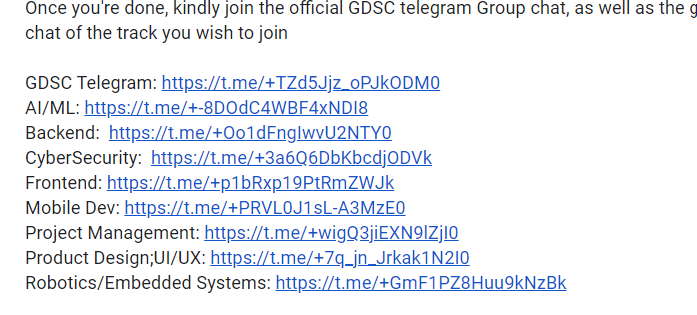 Once you're done, kindly join the official GDSC telegram Group chat, as well as the g
chat of the track you wish to join
GDSC Telegram: https://t.me/+TZd5Jjz_oPJkODM0
AI/ML: https://t.me/+-8DOdC4WBF4xNDI8
Backend: https://t.me/+Oo1dFngIwvU2NTY0
CyberSecurity: https://t.me/+3a6Q6DbKbcdjODVk
Frontend: https://t.me/+p1bRxp19PtRmZWJk
Mobile Dev: https://t.me/+PRVL0J1sL-A3MzE0
Project Management: https://t.me/+wigQ3jiEXN9lZjI0
Product Design;UI/UX: https://t.me/+7q_jn_Jrkak1N2I0
Robotics/Embedded Systems: https://t.me/+GmF1PZ8Huu9kNzBk